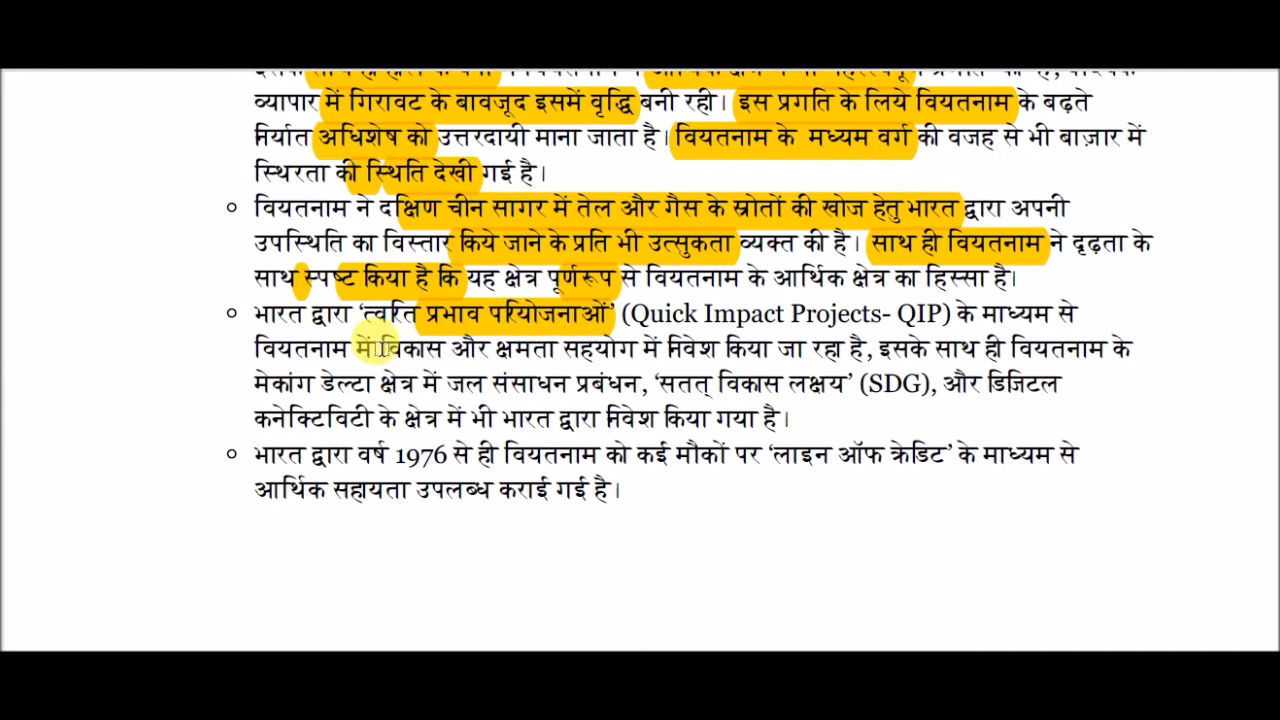 व्यापार में गिरावट के बावजूद इसमें वृद्धि बनी रही। इस प्रगति के लिये वियतनाम के बढ़ते
निर्यात अधिशेष को उत्तरदायी माना जाता है। वियतनाम के मध्यम वर्ग की वजह से भी बाज़ार में
स्थिरता की स्थिति देखी गई है।
○ वियतनाम ने दक्षिण चीन सागर में तेल और गैस के स्रोतों की खोज हेतु भारत द्वारा अपनी
उपस्थिति का विस्तार किये जाने के प्रति भी उत्सुकता व्यक्त की है। साथ ही वियतनाम ने दृढ़ता के
साथ स्पष्ट किया है कि यह क्षेत्र पूर्णरूप से वियतनाम के आर्थिक क्षेत्र का हिस्सा है।
○ भारत द्वारा ‘त्वरित प्रभाव परियोजनाओं’ (Quick Impact Projects- QIP) के माध्यम से
वियतनाम में विकास और क्षमता सहयोग में निवेश किया जा रहा है, इसके साथ ही वियतनाम के
मेकांग डेल्टा क्षेत्र में जल संसाधन प्रबंधन, ‘सतत् विकास लक्षय’ (SDG), और डिजिटल
कनेक्टिविटी के क्षेत्र में भी भारत द्वारा निवेश किया गया है।
○ भारत द्वारा वर्ष 1976 से ही वियतनाम को कई मौकों पर ‘लाइन ऑफ क्रेडिट’ के माध्यम से
आर्थिक सहायता उपलब्ध कराई गई है।